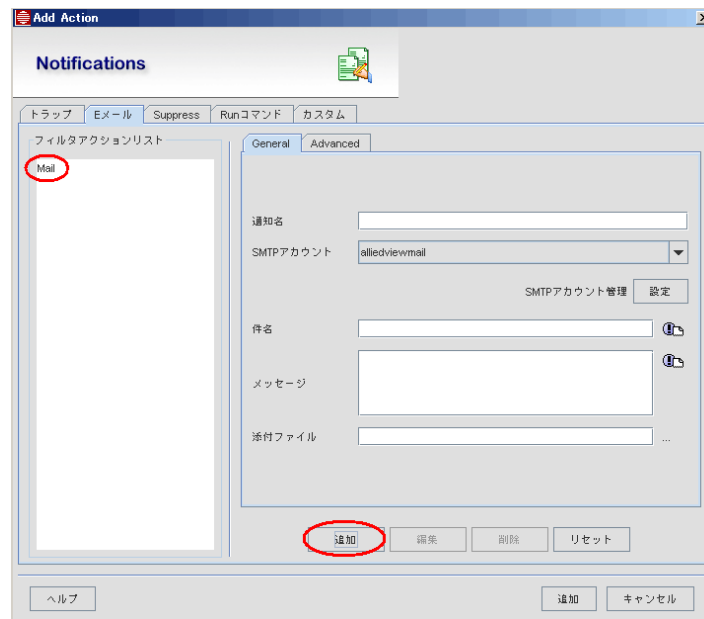 Add Action
Notifications
トラップ Eメール Suppress Runコマンド カスタム
フィルタアクションリスト
Mail
General Advanced
通知名
SMTPアカウント alliedviewmail
SMTPアカウント管理 設定
件名
メッセージ
添付ファイル ...
追加 編集 削除 リセット
ヘルプ 追加 キャンセル